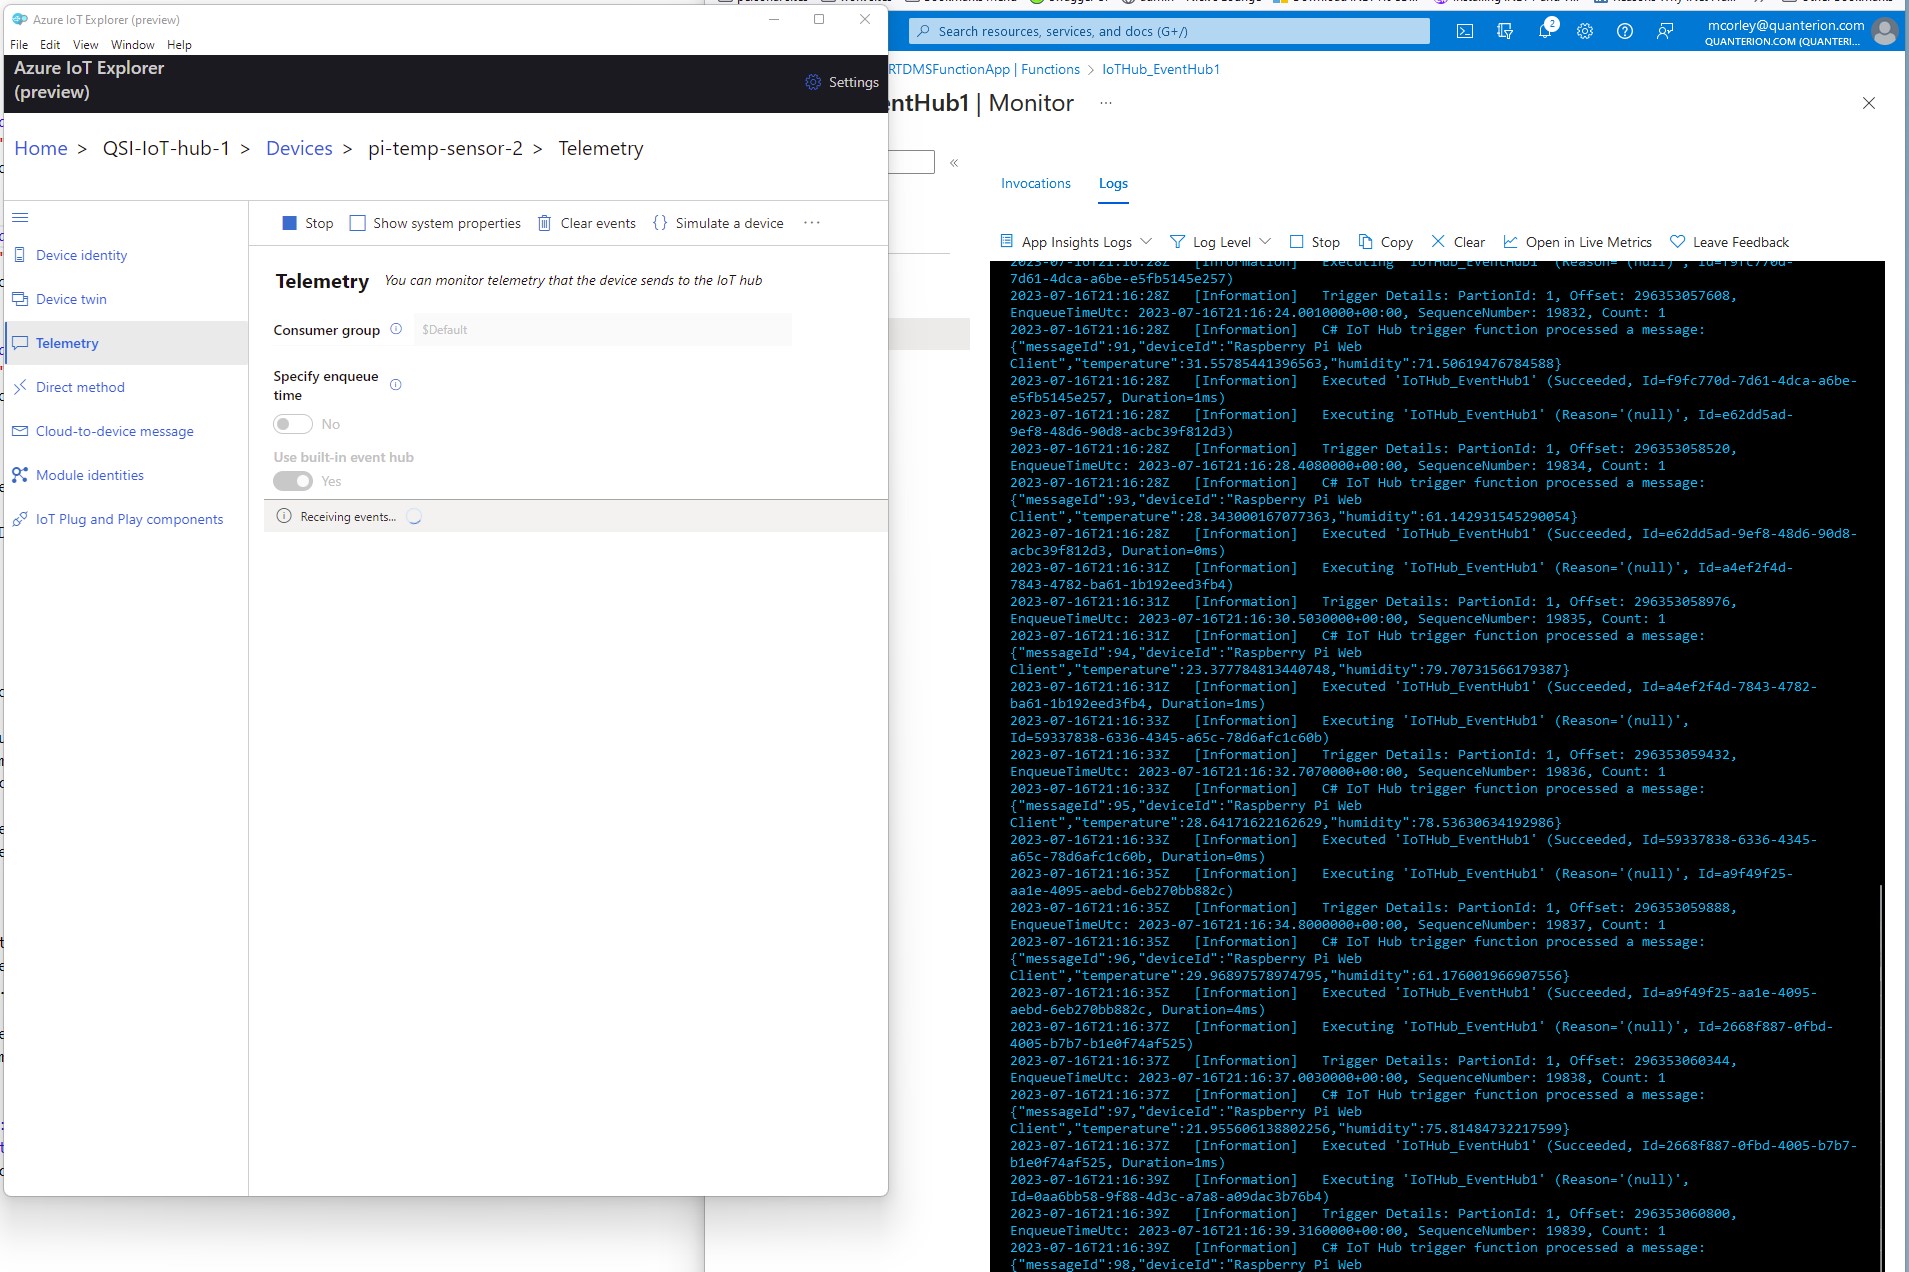 Azure IoT Explorer (preview)
File Edit View Window Help
Azure IoT Explorer
(preview)
Settings
Home > QSI-IoT-hub-1 > Devices > pi-temp-sensor-2 > Telemetry
Device identity
Device twin
Telemetry
Direct method
Cloud-to-device message
Module identities
IoT Plug and Play components
Stop Show system properties Clear events {} Simulate a device ...
Telemetry You can monitor telemetry that the device sends to the IoT hub
Consumer group $Default
Specify enqueue
time
No
Use built-in event hub
Yes
Receiving events...
Search resources, services, and docs (G+/)
2
mcorley@quanterion.com
QUANTERION.COM (QUANTERI...
RTDMSFunctionApp | Functions > IoTHub_EventHub1
entHub1 | Monitor ...
«
Invocations Logs
App Insights Logs Log Level Stop Copy Clear Open in Live Metrics Leave Feedback
2023-07-16T21:16:28Z [Information] Executing 'IoTHub_EventHub1' (Reason='(null)', Id=f9fc770d-
7d61-4dca-a6be-e5fb5145e257)
2023-07-16T21:16:28Z [Information] Trigger Details: PartionId: 1, Offset: 296353057608,
EnqueueTimeUtc: 2023-07-16T21:16:24.0010000+00:00, SequenceNumber: 19832, Count: 1
2023-07-16T21:16:28Z [Information] C# IoT Hub trigger function processed a message:
{"messageId":91,"deviceId":"Raspberry Pi Web
Client","temperature":31.55785441396563,"humidity":71.50619476784588}
2023-07-16T21:16:28Z [Information] Executed 'IoTHub_EventHub1' (Succeeded, Id=f9fc770d-7d61-4dca-a6be-
e5fb5145e257, Duration=1ms)
2023-07-16T21:16:28Z [Information] Executing 'IoTHub_EventHub1' (Reason='(null)', Id=e62dd5ad-
9ef8-48d6-90d8-acbc39f812d3)
2023-07-16T21:16:28Z [Information] Trigger Details: PartionId: 1, Offset: 296353058520,
EnqueueTimeUtc: 2023-07-16T21:16:28.4080000+00:00, SequenceNumber: 19834, Count: 1
2023-07-16T21:16:28Z [Information] C# IoT Hub trigger function processed a message:
{"messageId":93,"deviceId":"Raspberry Pi Web
Client","temperature":28.343000167077363,"humidity":61.142931545290054}
2023-07-16T21:16:28Z [Information] Executed 'IoTHub_EventHub1' (Succeeded, Id=e62dd5ad-9ef8-48d6-90d8-
acbc39f812d3, Duration=0ms)
2023-07-16T21:16:31Z [Information] Executing 'IoTHub_EventHub1' (Reason='(null)', Id=a4ef2f4d-
7843-4782-ba61-1b192eed3fb4)
2023-07-16T21:16:31Z [Information] Trigger Details: PartionId: 1, Offset: 296353058976,
EnqueueTimeUtc: 2023-07-16T21:16:30.5030000+00:00, SequenceNumber: 19835, Count: 1
2023-07-16T21:16:31Z [Information] C# IoT Hub trigger function processed a message:
{"messageId":94,"deviceId":"Raspberry Pi Web
Client","temperature":23.377784813440748,"humidity":79.70731566179387}
2023-07-16T21:16:31Z [Information] Executed 'IoTHub_EventHub1' (Succeeded, Id=a4ef2f4d-7843-4782-
ba61-1b192eed3fb4, Duration=1ms)
2023-07-16T21:16:33Z [Information] Executing 'IoTHub_EventHub1' (Reason='(null)',
Id=59337838-6336-4345-a65c-78d6afc1c60b)
2023-07-16T21:16:33Z [Information] Trigger Details: PartionId: 1, Offset: 296353059432,
EnqueueTimeUtc: 2023-07-16T21:16:32.7070000+00:00, SequenceNumber: 19836, Count: 1
2023-07-16T21:16:33Z [Information] C# IoT Hub trigger function processed a message:
{"messageId":95,"deviceId":"Raspberry Pi Web
Client","temperature":28.64171622162629,"humidity":78.53630634192986}
2023-07-16T21:16:33Z [Information] Executed 'IoTHub_EventHub1' (Succeeded, Id=59337838-6336-4345-
a65c-78d6afc1c60b, Duration=0ms)
2023-07-16T21:16:35Z [Information] Executing 'IoTHub_EventHub1' (Reason='(null)', Id=a9f49f25-
aa1e-4095-aebd-6eb270bb882c)
2023-07-16T21:16:35Z [Information] Trigger Details: PartionId: 1, Offset: 296353059888,
EnqueueTimeUtc: 2023-07-16T21:16:34.8000000+00:00, SequenceNumber: 19837, Count: 1
2023-07-16T21:16:35Z [Information] C# IoT Hub trigger function processed a message:
{"messageId":96,"deviceId":"Raspberry Pi Web
Client","temperature":29.96897578974795,"humidity":61.176001966907556}
2023-07-16T21:16:35Z [Information] Executed 'IoTHub_EventHub1' (Succeeded, Id=a9f49f25-aa1e-4095-
aebd-6eb270bb882c, Duration=4ms)
2023-07-16T21:16:37Z [Information] Executing 'IoTHub_EventHub1' (Reason='(null)', Id=2668f887-0fbd-
4005-b7b7-b1e0f74af525)
2023-07-16T21:16:37Z [Information] Trigger Details: PartionId: 1, Offset: 296353060344,
EnqueueTimeUtc: 2023-07-16T21:16:37.0030000+00:00, SequenceNumber: 19838, Count: 1
2023-07-16T21:16:37Z [Information] C# IoT Hub trigger function processed a message:
{"messageId":97,"deviceId":"Raspberry Pi Web
Client","temperature":21.955606138802256,"humidity":75.81484732217599}
2023-07-16T21:16:37Z [Information] Executed 'IoTHub_EventHub1' (Succeeded, Id=2668f887-0fbd-4005-b7b7-
b1e0f74af525, Duration=1ms)
2023-07-16T21:16:39Z [Information] Executing 'IoTHub_EventHub1' (Reason='(null)',
Id=0aa6bb58-9f88-4d3c-a7a8-a09dac3b76b4)
2023-07-16T21:16:39Z [Information] Trigger Details: PartionId: 1, Offset: 296353060800,
EnqueueTimeUtc: 2023-07-16T21:16:39.3160000+00:00, SequenceNumber: 19839, Count: 1
2023-07-16T21:16:39Z [Information] C# IoT Hub trigger function processed a message:
{"messageId":98,"deviceId":"Raspberry Pi Web